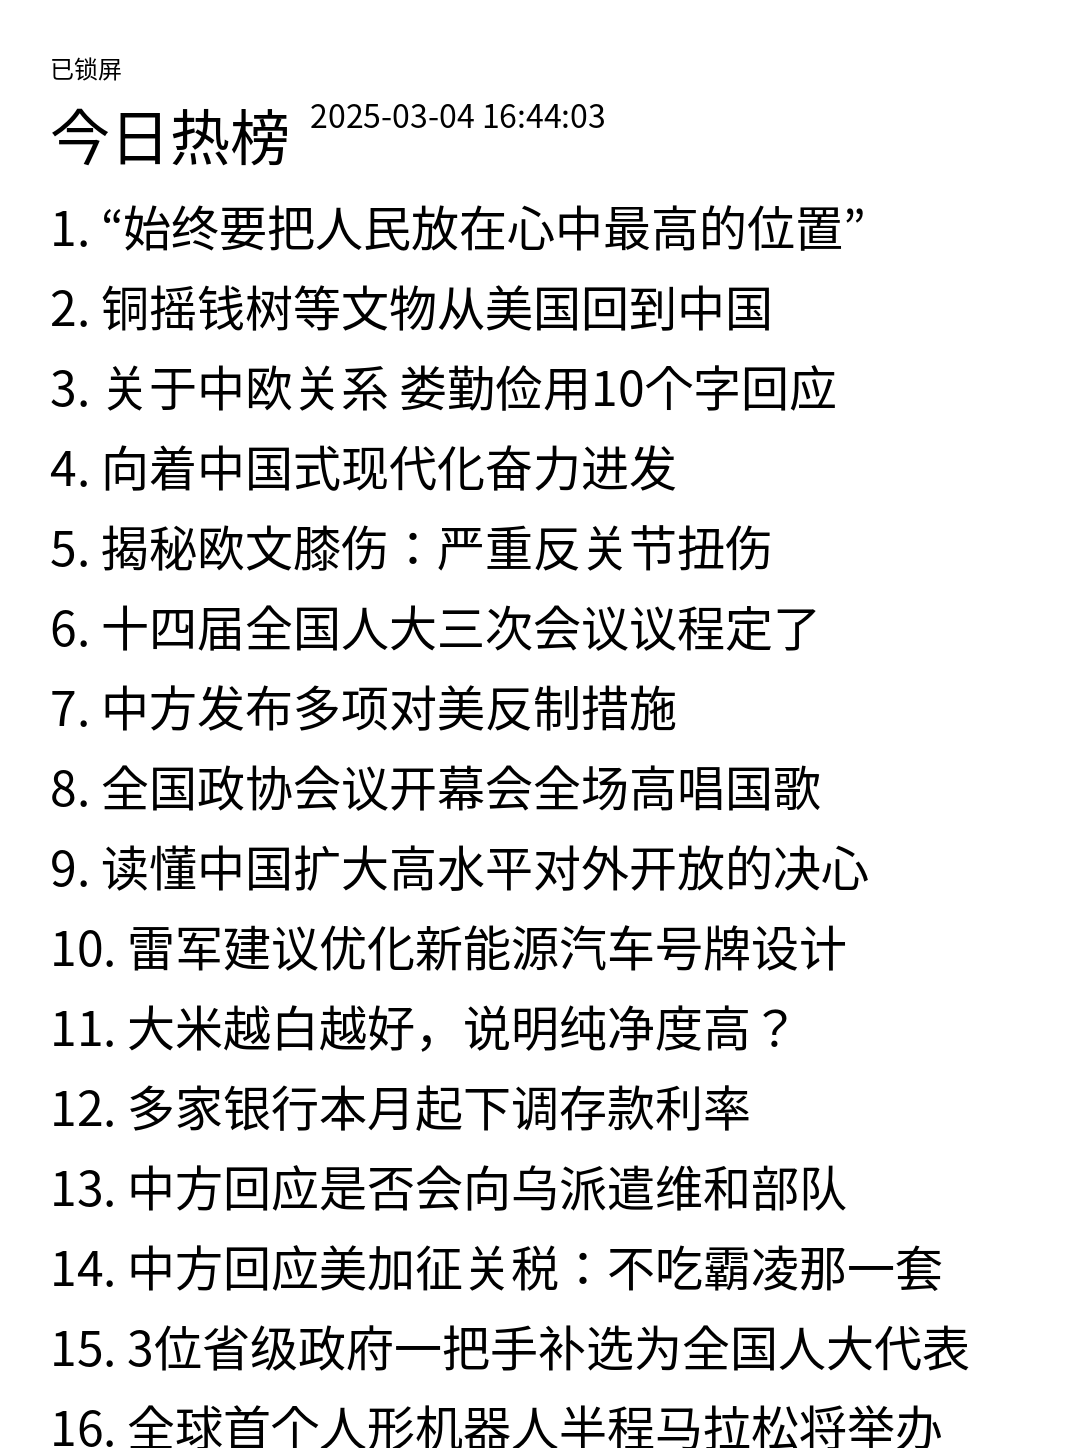 已锁屏
今日热榜 2025-03-04 16:44:03
1. “始终要把人民放在心中最高的位置”
2. 铜摇钱树等文物从美国回到中国
3. 关于中欧关系 娄勤俭用10个字回应
4. 向着中国式现代化奋力进发
5. 揭秘欧文膝伤：严重反关节扭伤
6. 十四届全国人大三次会议议程定了
7. 中方发布多项对美反制措施
8. 全国政协会议开幕会全场高唱国歌
9. 读懂中国扩大高水平对外开放的决心
10. 雷军建议优化新能源汽车号牌设计
11. 大米越白越好，说明纯净度高？
12. 多家银行本月起下调存款利率
13. 中方回应是否会向乌派遣维和部队
14. 中方回应美加征关税：不吃霸凌那一套
15. 3位省级政府一把手补选为全国人大代表
16. 全球首个人形机器人半程马拉松将举办